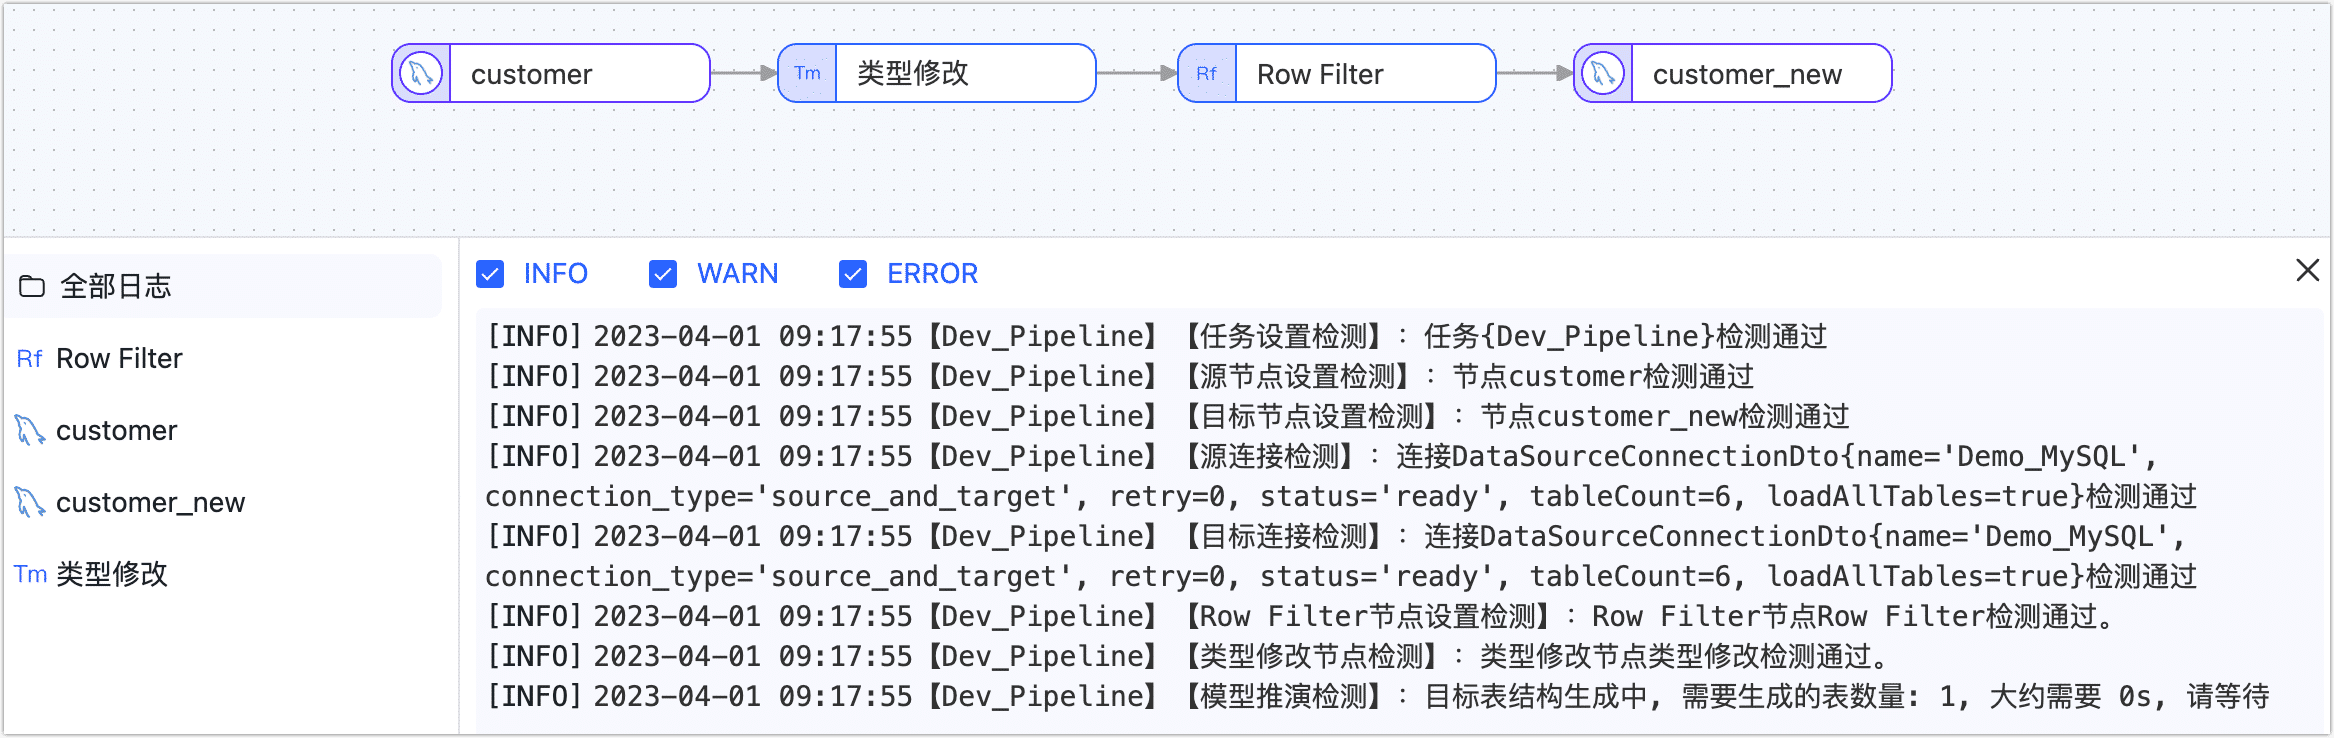 customer
Tm 类型修改
Rf Row Filter
customer_new
全部日志
Rf Row Filter
customer
customer_new
Tm 类型修改
INFO WARN ERROR
[INFO] 2023-04-01 09:17:55【Dev_Pipeline】【任务设置检测】：任务{Dev_Pipeline}检测通过
[INFO] 2023-04-01 09:17:55【Dev_Pipeline】【源节点设置检测】：节点customer检测通过
[INFO] 2023-04-01 09:17:55【Dev_Pipeline】【目标节点设置检测】：节点customer_new检测通过
[INFO] 2023-04-01 09:17:55【Dev_Pipeline】【源连接检测】：连接DataSourceConnectionDto{name='Demo_MySQL',
connection_type='source_and_target', retry=0, status='ready', tableCount=6, loadAllTables=true}检测通过
[INFO] 2023-04-01 09:17:55【Dev_Pipeline】【目标连接检测】：连接DataSourceConnectionDto{name='Demo_MySQL',
connection_type='source_and_target', retry=0, status='ready', tableCount=6, loadAllTables=true}检测通过
[INFO] 2023-04-01 09:17:55【Dev_Pipeline】【Row Filter节点设置检测】：Row Filter节点Row Filter检测通过。
[INFO] 2023-04-01 09:17:55【Dev_Pipeline】【类型修改节点检测】：类型修改节点类型修改检测通过。
[INFO] 2023-04-01 09:17:55【Dev_Pipeline】【模型推演检测】：目标表结构生成中, 需要生成的表数量: 1, 大约需要 0s, 请等待